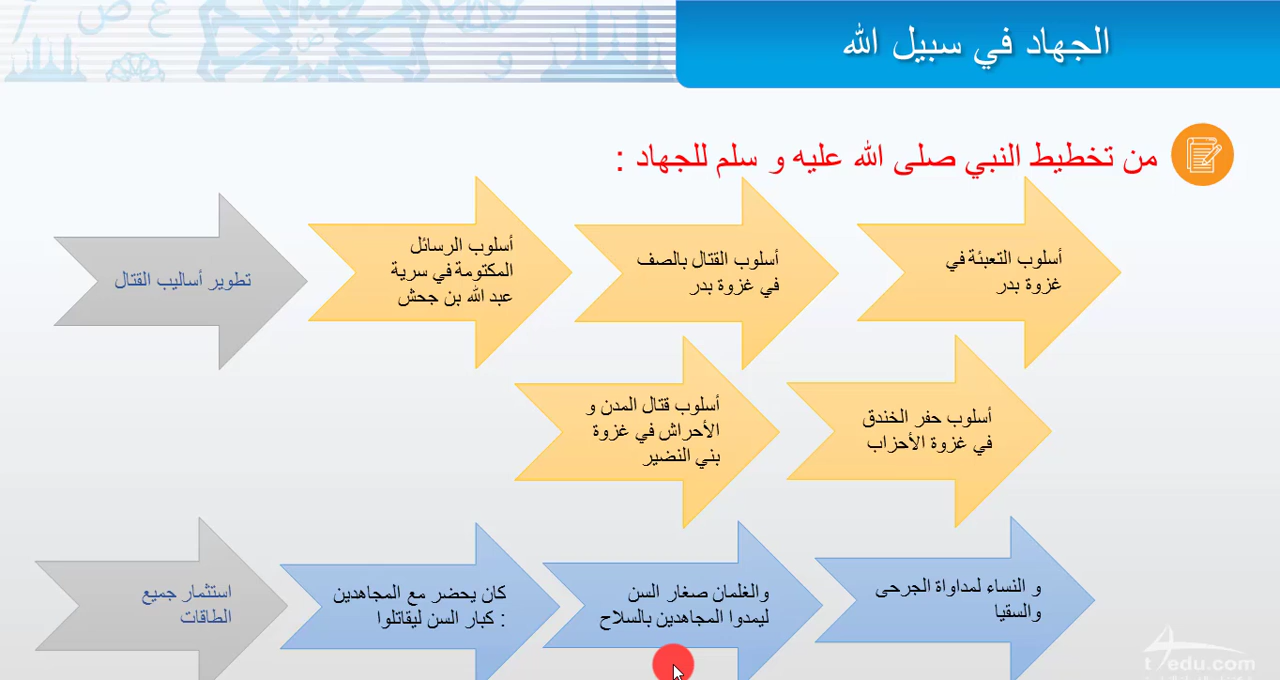 الجهاد في سبيل الله
من تخطيط النبي صلى الله عليه و سلم للجهاد :
تطوير أساليب القتال
أسلوب الرسائل
المكتومة في سرية
عبد الله بن جحش
أسلوب القتال بالصف
في غزوة بدر
أسلوب التعبئة في
غزوة بدر
أسلوب قتال المدن و
الأحراش في غزوة
بني النضير
أسلوب حفر الخندق
في غزوة الأحزاب
استثمار جميع
الطاقات
كان يحضر مع المجاهدين
: كبار السن ليقاتلوا
والغلمان صغار السن
ليمدوا المجاهدين بالسلاح
و النساء لمداواة الجرحى
والسقيا
t4edu.com